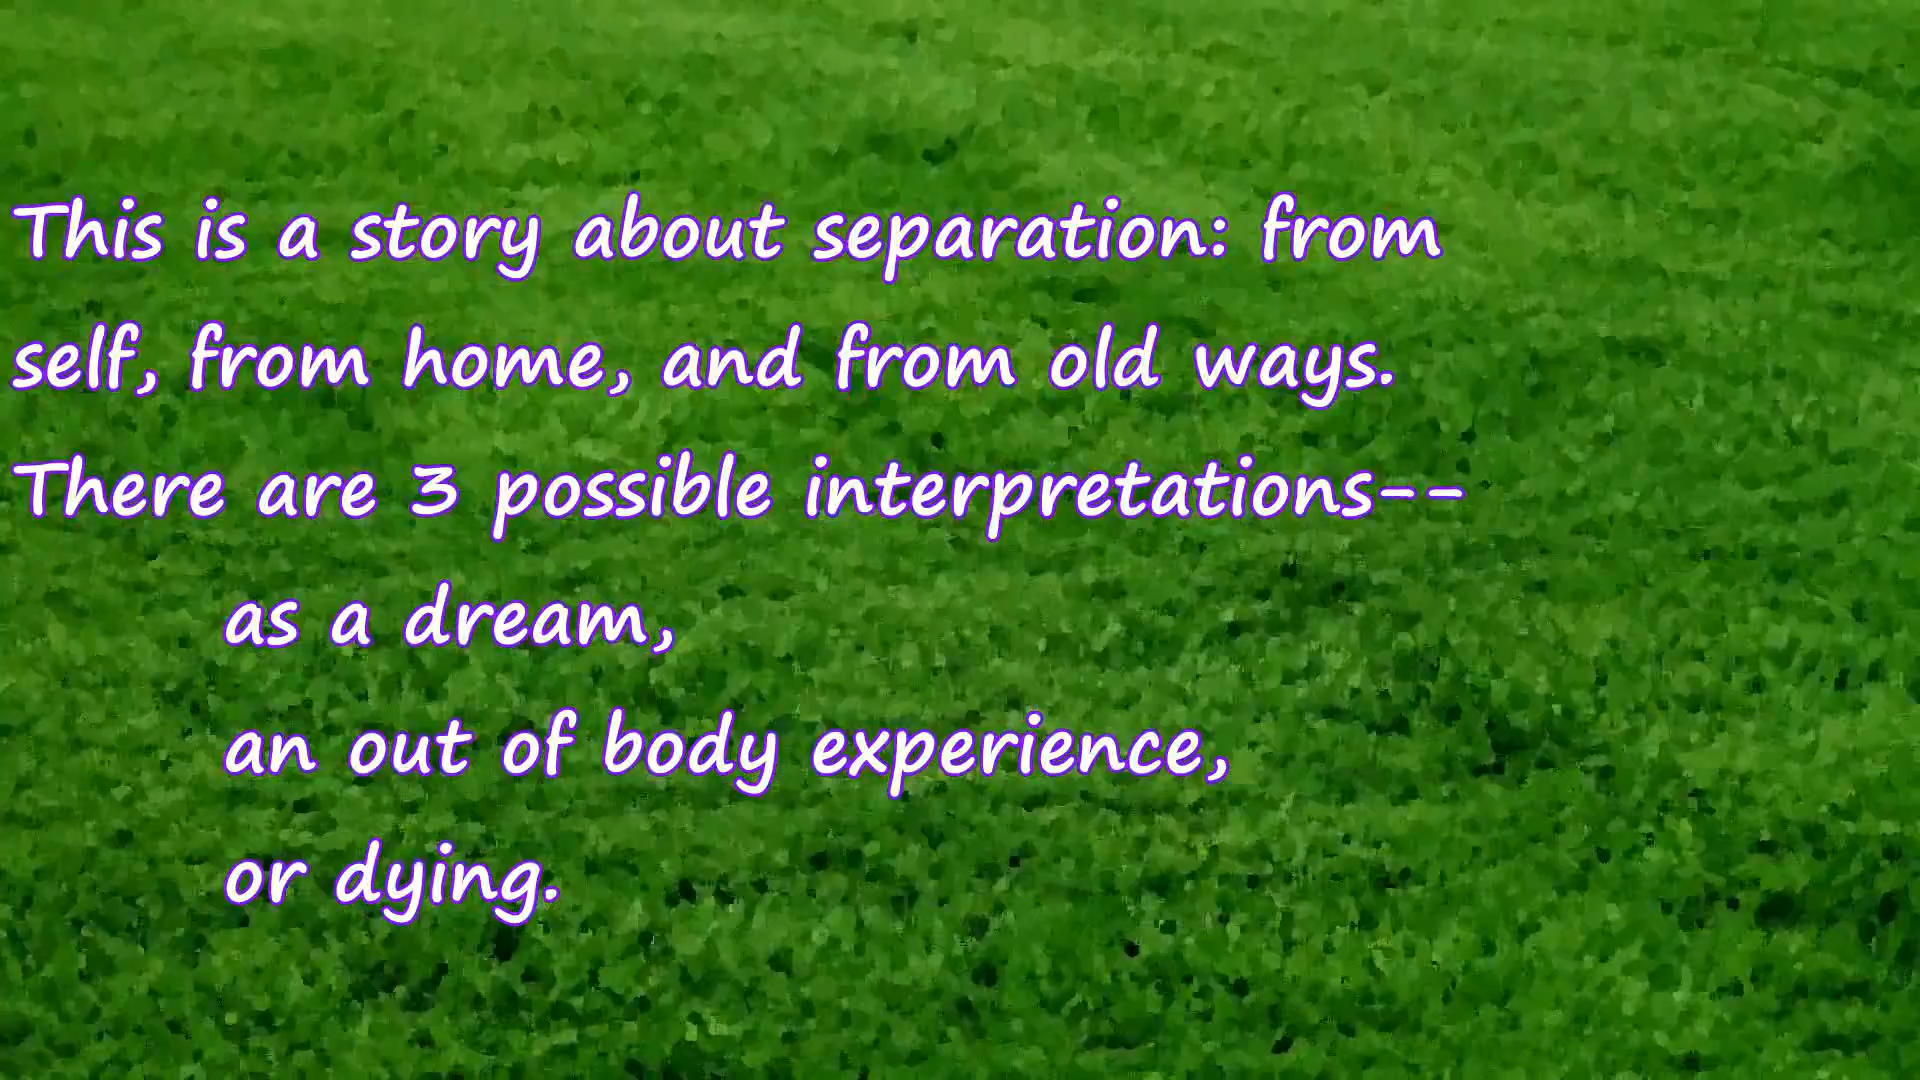 This is a story about separation: from
self, from home, and from old ways.
There are 3 possible interpretations--
as a dream,
an out of body experience,
or dying.